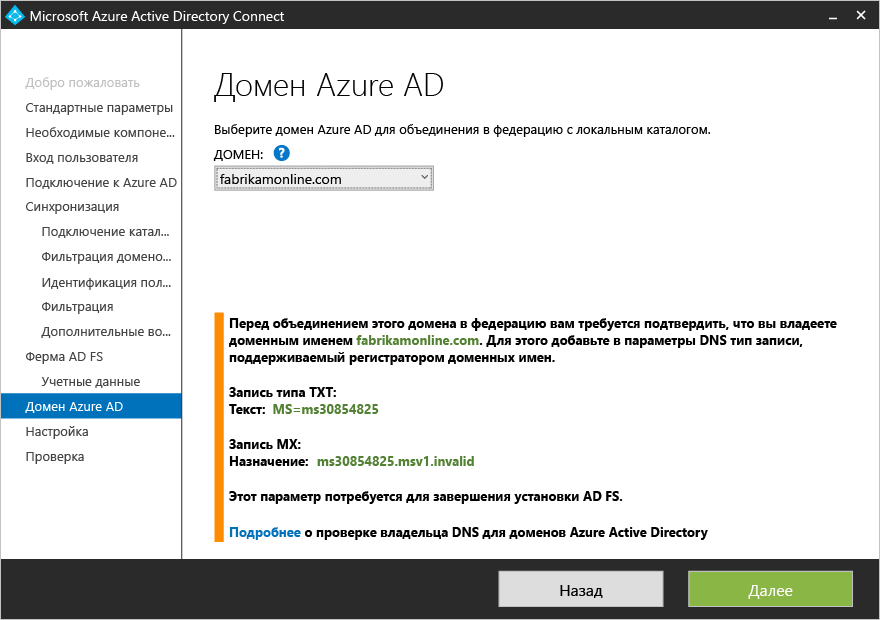 Microsoft Azure Active Directory Connect
Добро пожаловать
Стандартные параметры
Необходимые компоне...
Вход пользователя
Подключение к Azure AD
Синхронизация
Подключение катал...
Фильтрация домено...
Идентификация пол...
Фильтрация
Дополнительные во...
Ферма AD FS
Учетные данные
Домен Azure AD
Настройка
Проверка
Домен Azure AD
Выберите домен Azure AD для объединения в федерацию с локальным каталогом.
ДОМЕН: ?
fabrikamonline.com
Перед объединением этого домена в федерацию вам требуется подтвердить, что вы владеете
доменным именем fabrikamonline.com. Для этого добавьте в параметры DNS тип записи,
поддерживаемый регистратором доменных имен.
Запись типа TXT:
Текст: MS=ms30854825
Запись MX:
Назначение: ms30854825.msv1.invalid
Этот параметр потребуется для завершения установки AD FS.
Подробнее о проверке владельца DNS для доменов Azure Active Directory
Назад
Далее